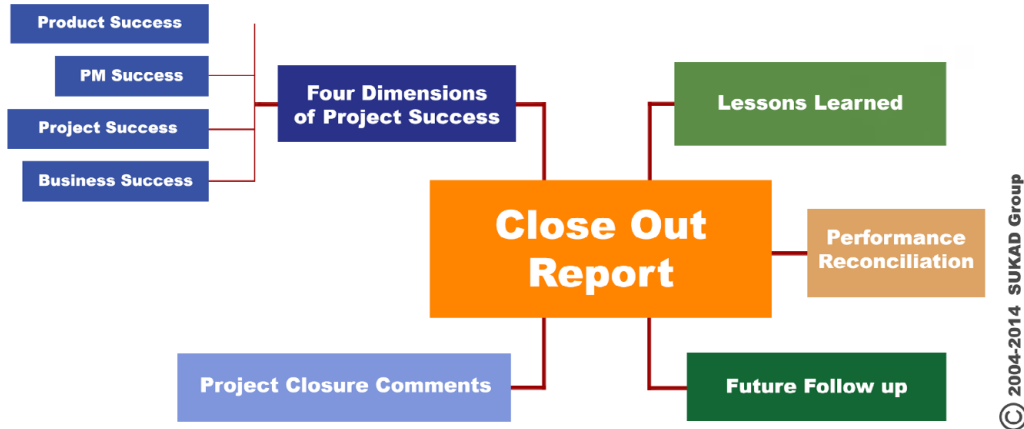 Product Success
PM Success
Project Success
Business Success
Four Dimensions
of Project Success
Lessons Learned
Close Out
Report
Performance
Reconciliation
Project Closure Comments
Future Follow up
© 2004-2014 SUKAD Group